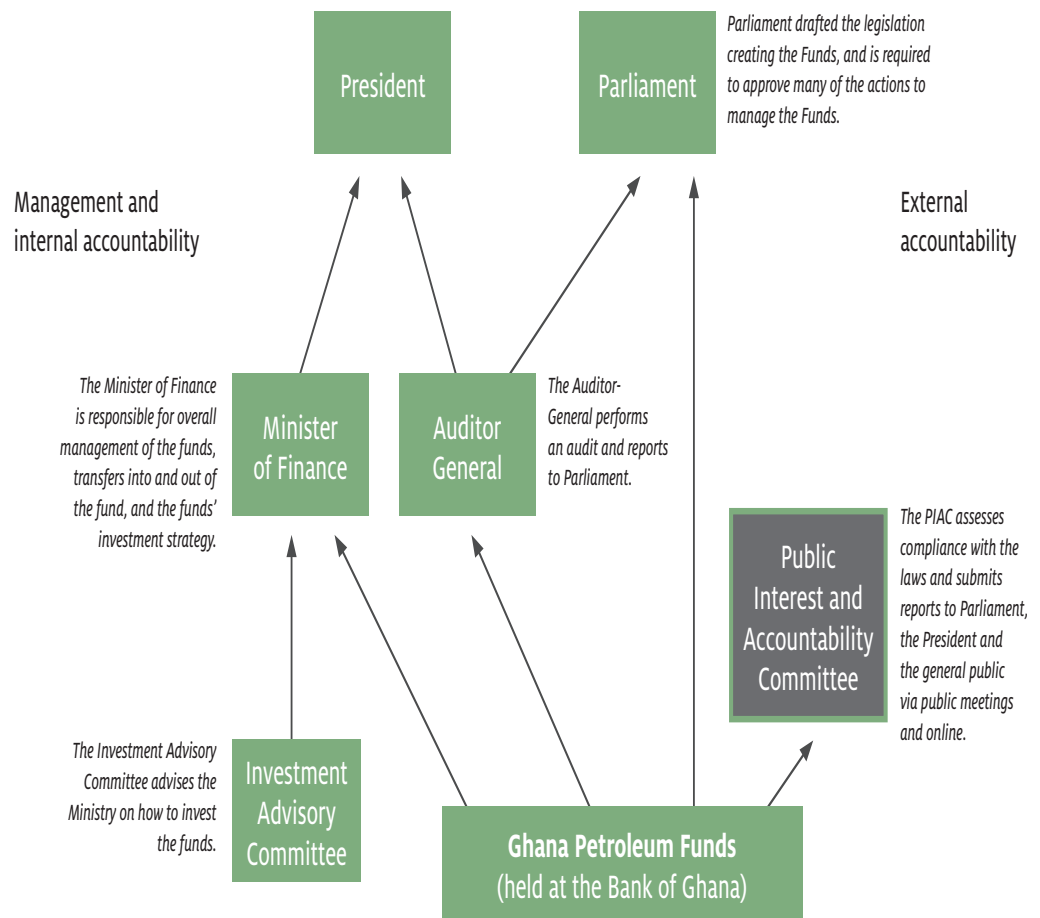 President
Parliament
Parliament drafted the legislation
creating the Funds, and is required
to approve many of the actions to
manage the Funds.
Management and
internal accountability
External
accountability
The Minister of Finance
is responsible for overall
management of the funds,
transfers into and out of
the fund, and the funds’
investment strategy.
Minister
of Finance
Auditor
General
The Auditor-
General performs
an audit and reports
to Parliament.
Public
Interest and
Accountability
Committee
The PIAC assesses
compliance with the
laws and submits
reports to Parliament,
the President and
the general public
via public meetings
and online.
The Investment Advisory
Committee advises the
Ministry on how to invest
the funds.
Investment
Advisory
Committee
Ghana Petroleum Funds
(held at the Bank of Ghana)